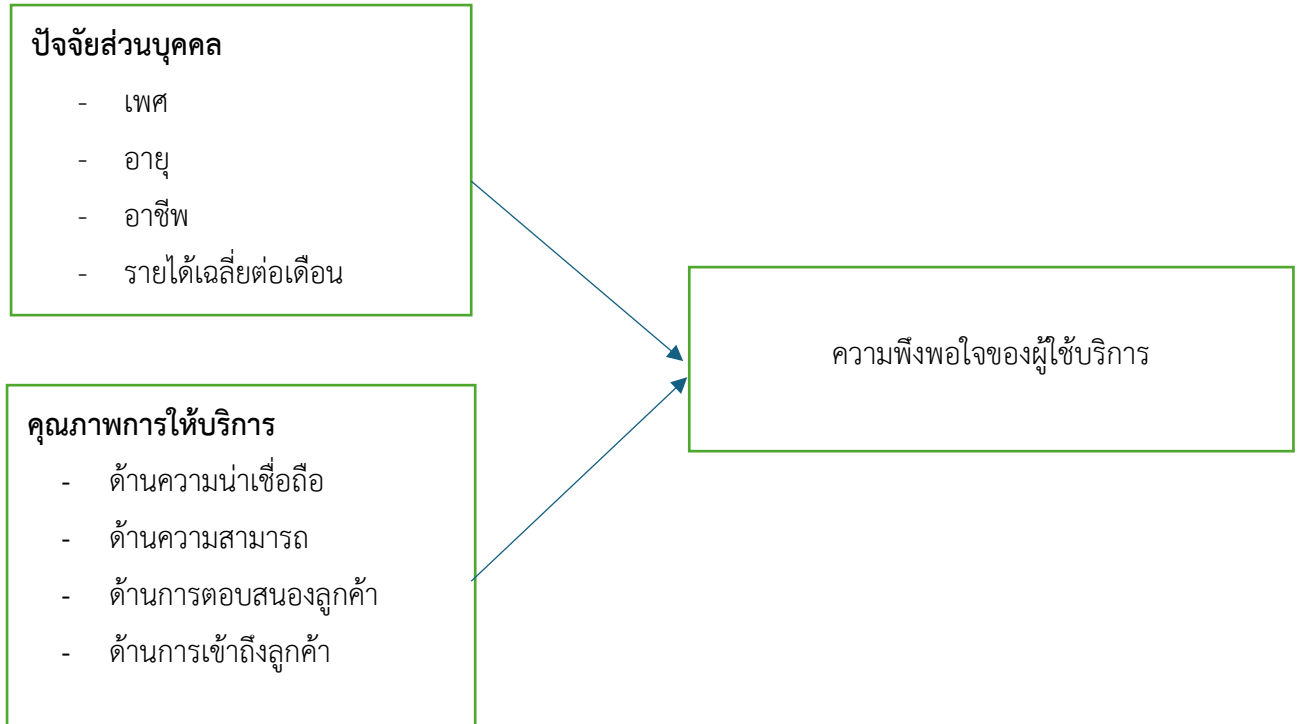 ปัจจัยส่วนบุคคล
- เพศ
- อายุ
- อาชีพ
- รายได้เฉลี่ยต่อเดือน
ความพึงพอใจของผู้ใช้บริการ
คุณภาพการให้บริการ
- ด้านความน่าเชื่อถือ
- ด้านความสามารถ
- ด้านการตอบสนองลูกค้า
- ด้านการเข้าถึงลูกค้า